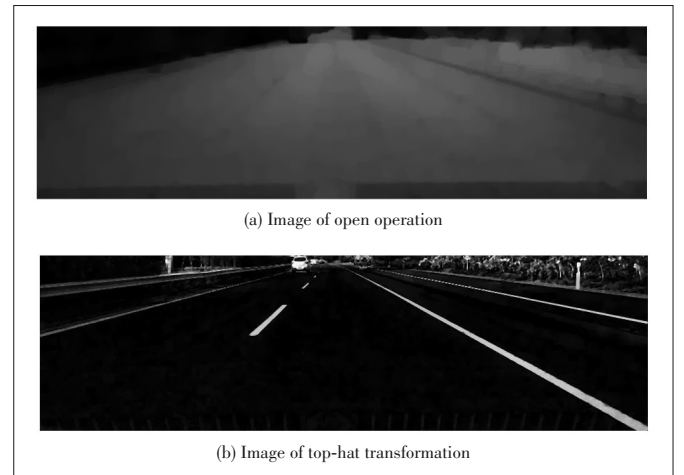 (a) Image of open operation
(b) Image of top-hat transformation